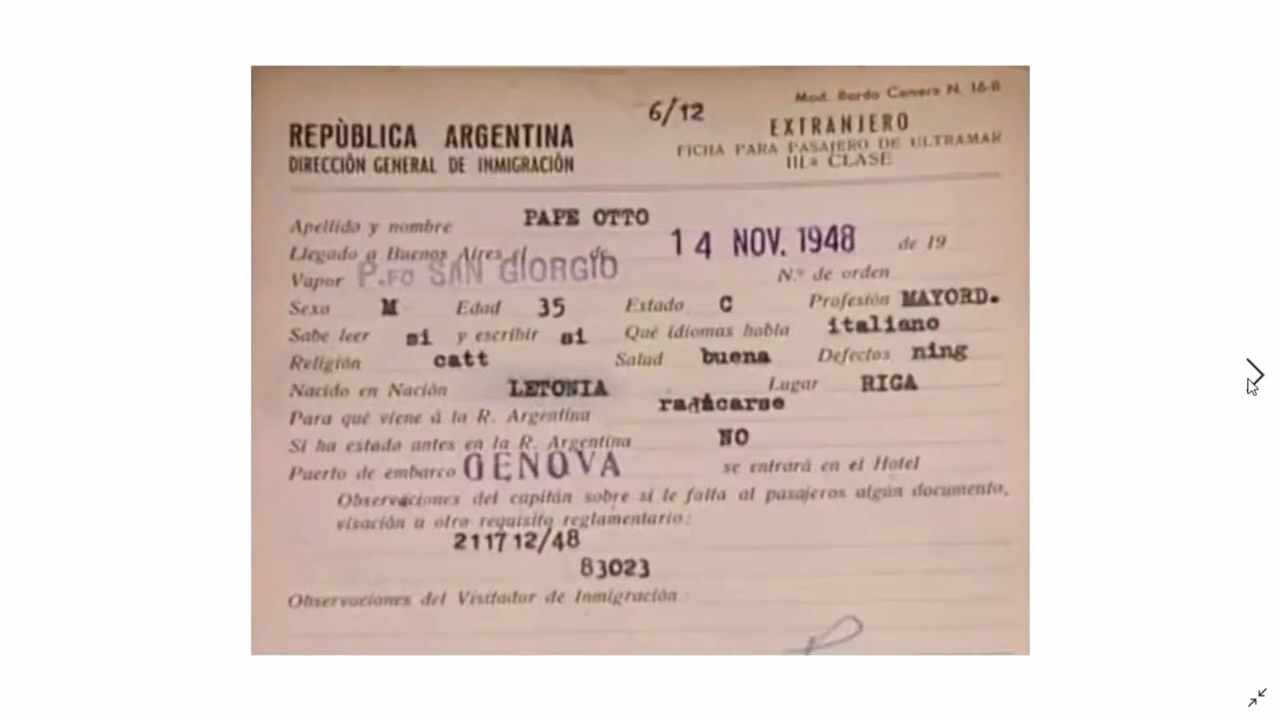 Mod. Bordo Camera N. 16-B
6/12
REPÙBLICA ARGENTINA
EXTRANJERO
DIRECCIÓN GENERAL DE INMIGRACIÓN
FICHA PARA PASAJERO DE ULTRAMAR
III.a CLASE
Apellido y nombre PAPE OTTO
Llegado a Buenos Aires el de 14 NOV. 1948 de 19
Vapor P.FO SAN GIORGIO N.º de orden
Sexo M Edad 35 Estado C Profesión MAYORD.
Sabe leer si y escribir si Qué idiomas habla italiano
Religión catt Salud buena Defectos ning
Nacido en Nación LETONIA Lugar RIGA
Para qué viene á la R. Argentina radicarse
Si ha estado antes en la R. Argentina NO
Puerto de embarco GENOVA se entrará en el Hotel
Observaciones del capitán sobre si le falta al pasajeros algún documento,
visación u otro requisito reglamentario:
211712/48
83023
Observaciones del Visitador de Inmigración :